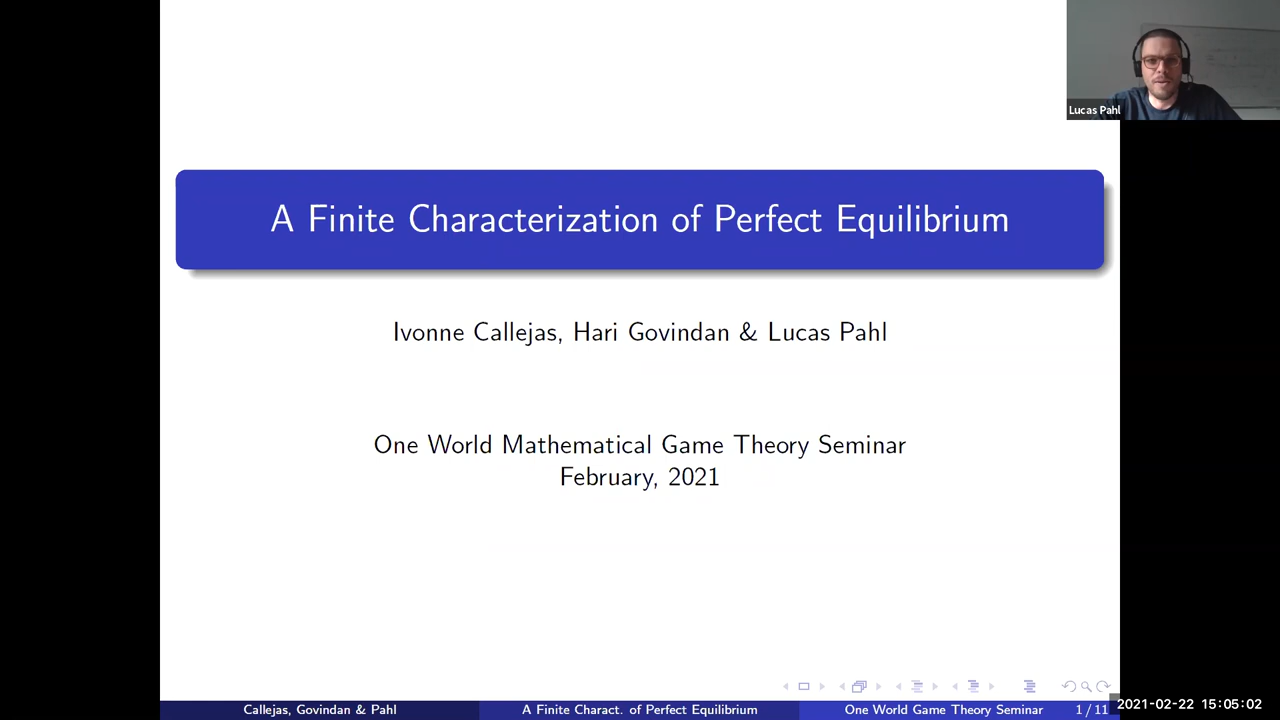 Lucas Pahl
A Finite Characterization of Perfect Equilibrium
Ivonne Callejas, Hari Govindan & Lucas Pahl
One World Mathematical Game Theory Seminar
February, 2021
Callejas, Govindan & Pahl
A Finite Charact. of Perfect Equilibrium
One World Game Theory Seminar
1 / 11
2021-02-22 15:05:02